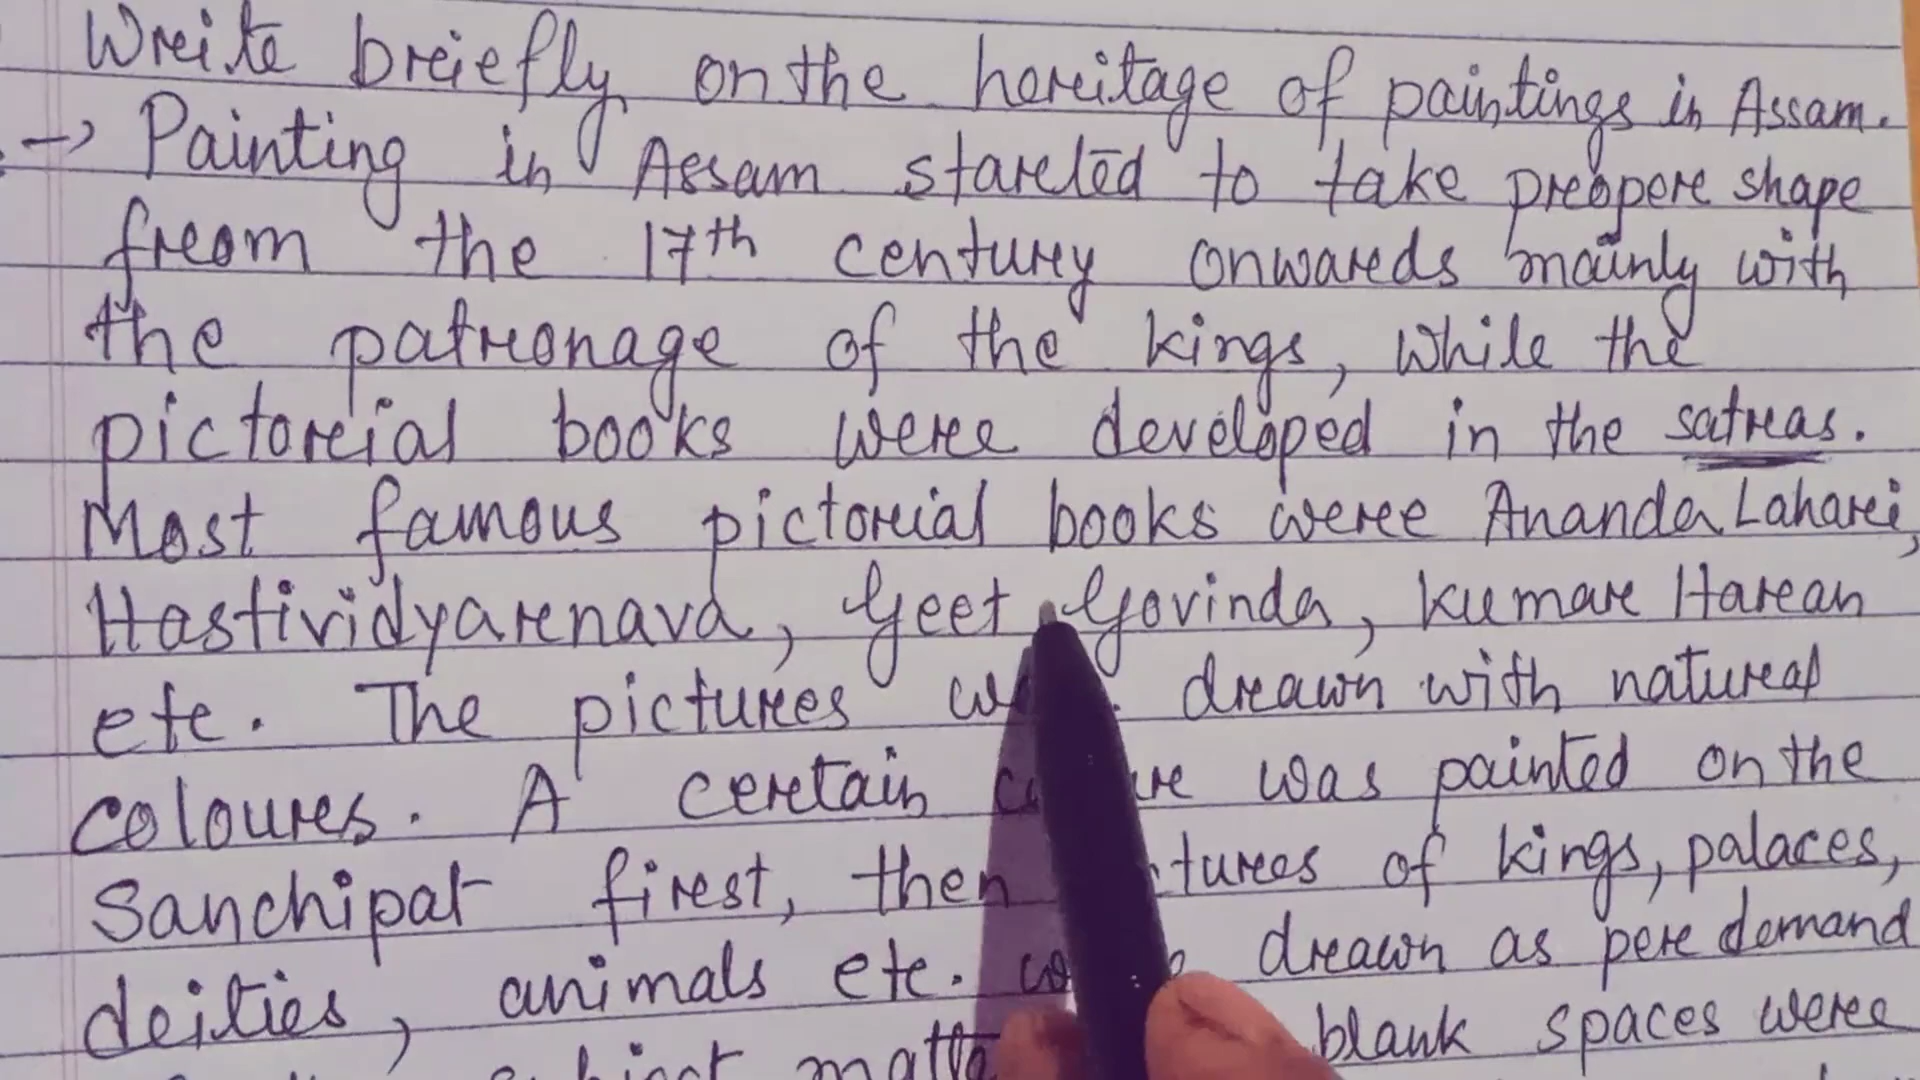 Write briefly on the heritage of paintings in Assam.
→ Painting in Assam started to take proper shape
from the 17th century onwards mainly with
the patronage of the kings, while the
pictorial books were developed in the satras.
Most famous pictorial books were Ananda Lahari,
Hastividyarnava, Geet Govinda, Kumar Haran
etc. The pictures drawn with natural
colours. A certain was painted on the
Sanchipat first, then of kings, palaces,
deities, animals etc. drawn as per demand
blank spaces were